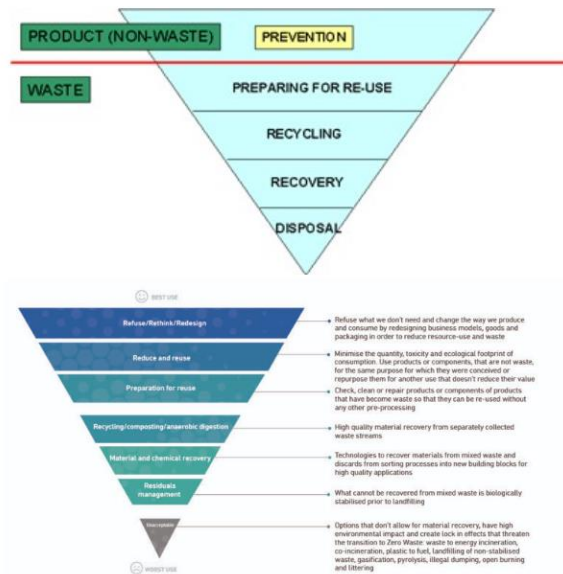 PRODUCT (NON-WASTE)
PREVENTION
WASTE
PREPARING FOR RE-USE
RECYCLING
RECOVERY
DISPOSAL
BEST USE
Refuse/Rethink/Redesign
Refuse what we don't need and change the way we produce
and consume by redesigning business models, goods and
packaging in order to reduce resource-use and waste
Reduce and reuse
Minimise the quantity, toxicity and ecological footprint of
consumption. Use products or components, that are not waste,
for the same purpose for which they were conceived or
repurpose them for another use that doesn't reduce their value
Preparation for reuse
Check, clean or repair products or components of products
that have become waste so that they can be re-used without
any other pre-processing
Recycling/composting/anaerobic digestion
High quality material recovery from separately collected
waste streams
Material and chemical recovery
Technologies to recover materials from mixed waste and
discards from sorting processes into new building blocks for
high quality applications
Residuals
management
What cannot be recovered from mixed waste is biologically
stabilised prior to landfilling
Unacceptable
Options that don't allow for material recovery, have high
environmental impact and create lock in effects that threaten
the transition to Zero Waste: waste to energy incineration,
co-incineration, plastic to fuel, landfilling of non-stabilised
waste, gasification, pyrolysis, illegal dumping, open burning
and littering
WORST USE